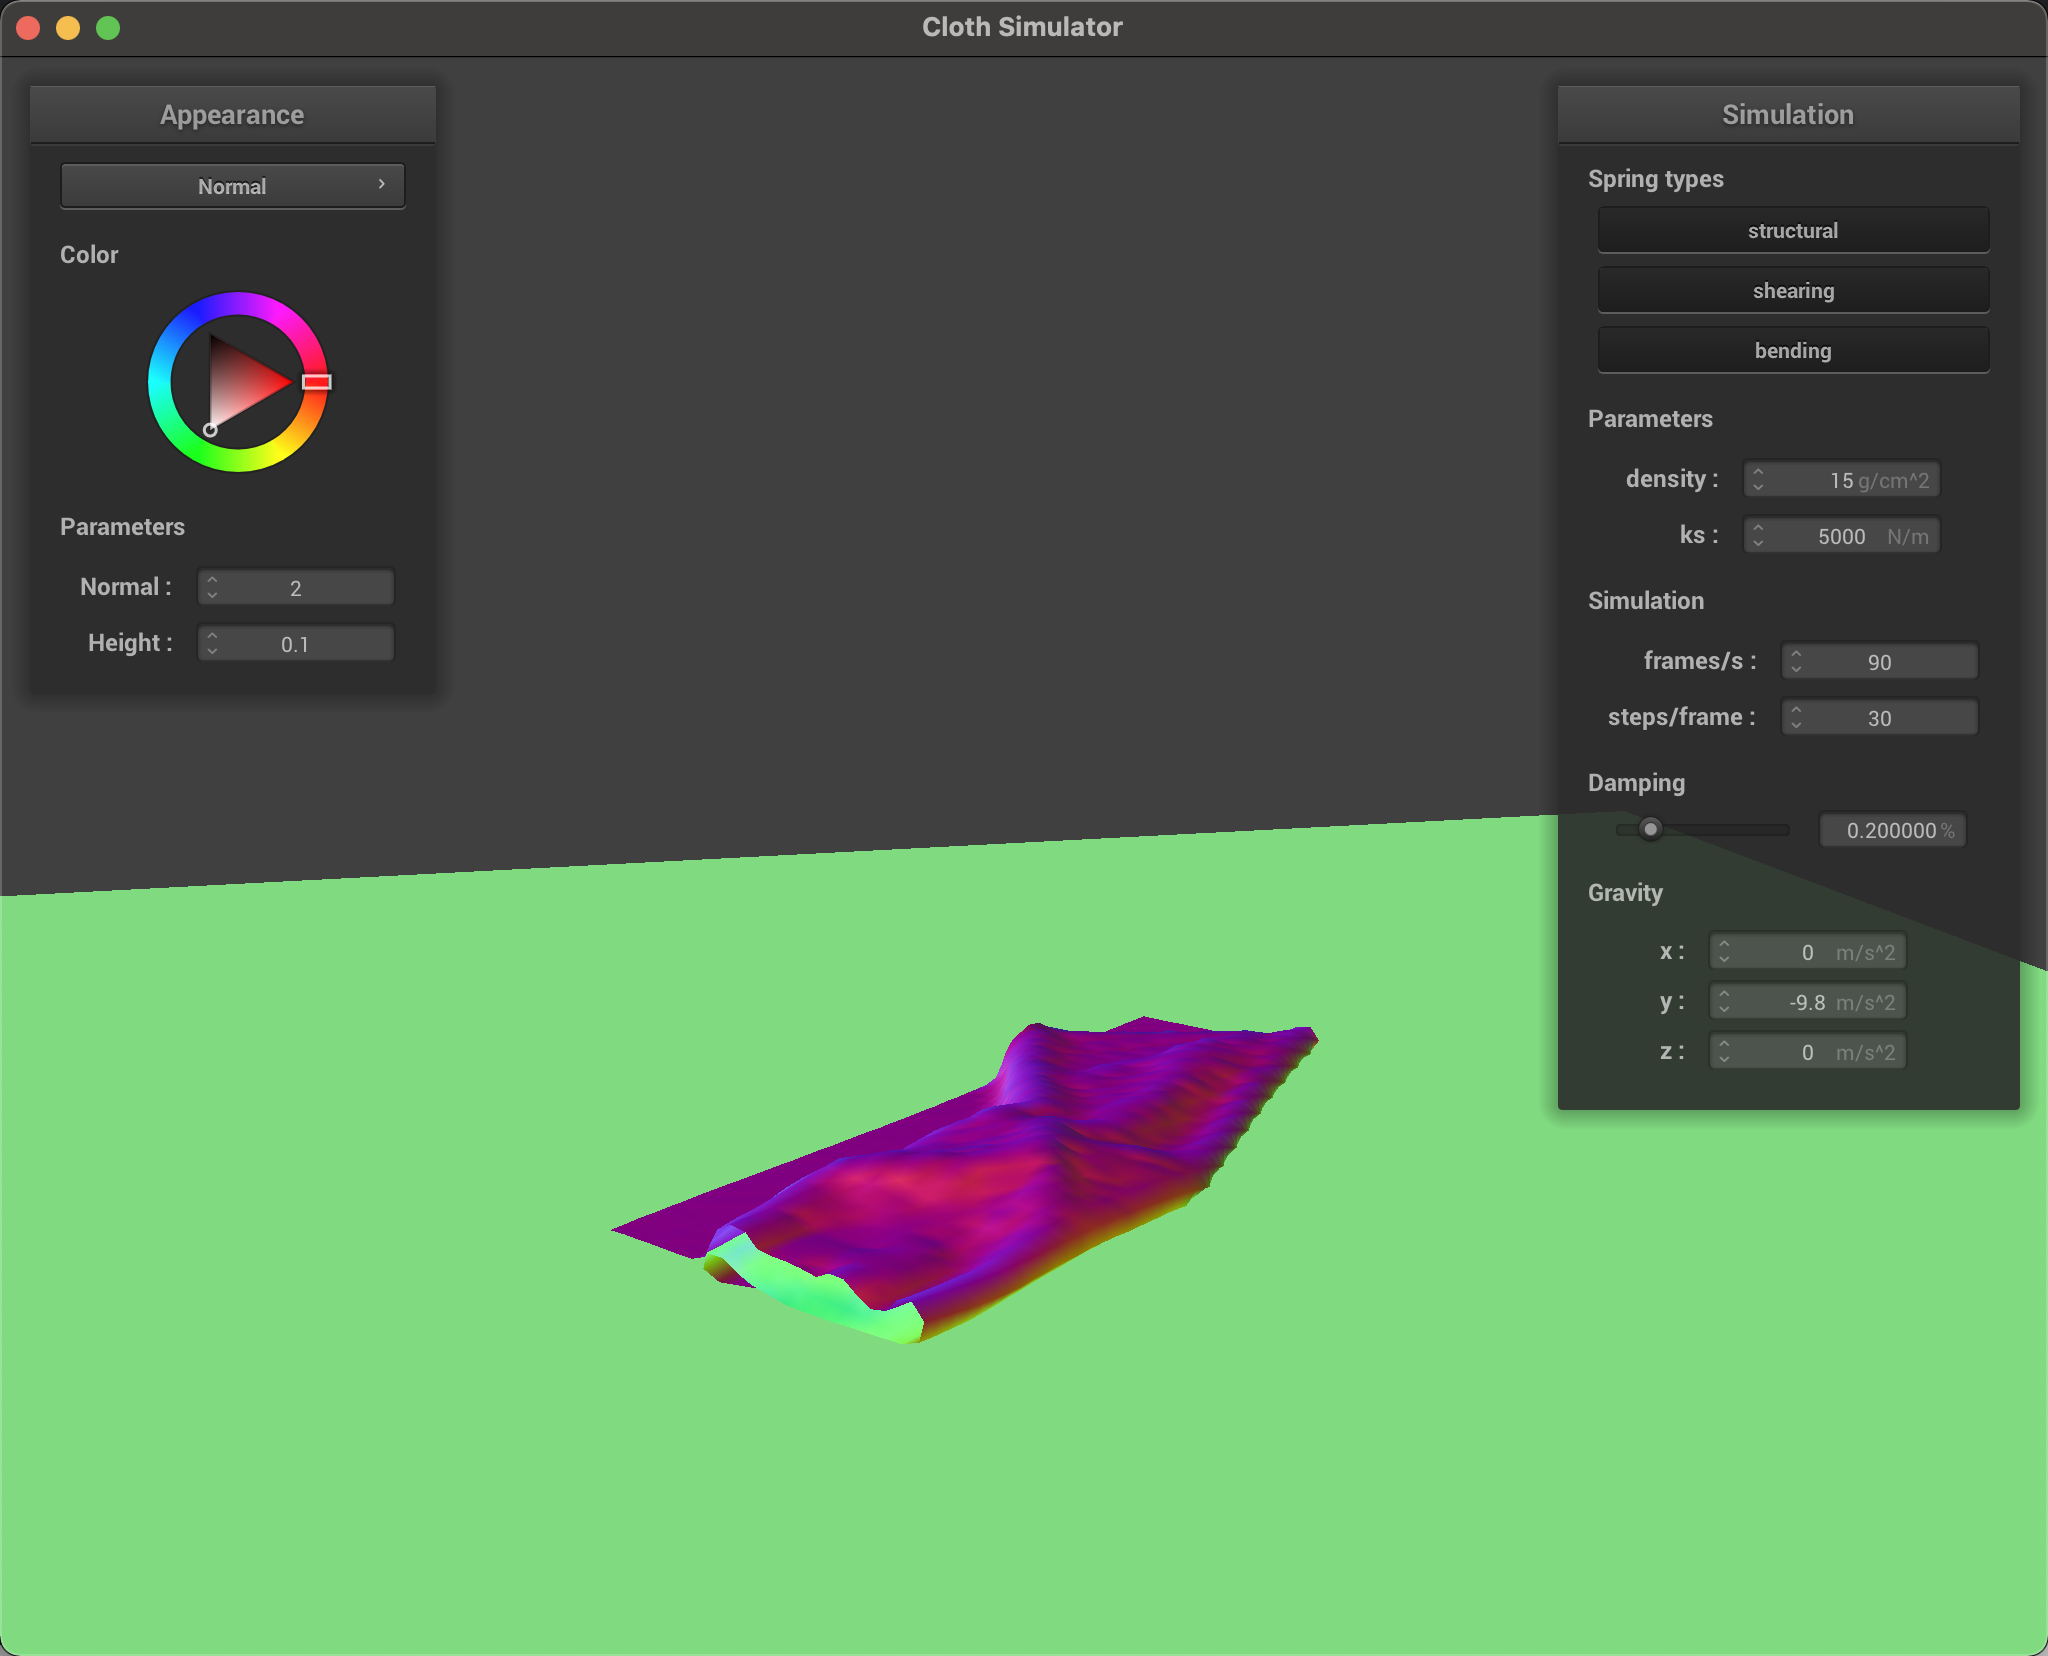 Cloth Simulator
Appearance
Normal
Color
Parameters
Normal : 2
Height : 0.1
Simulation
Spring types
structural
shearing
bending
Parameters
density : 15 g/cm^2
ks : 5000 N/m
Simulation
frames/s : 90
steps/frame : 30
Damping
0.200000 %
Gravity
x : 0 m/s^2
y : -9.8 m/s^2
z : 0 m/s^2